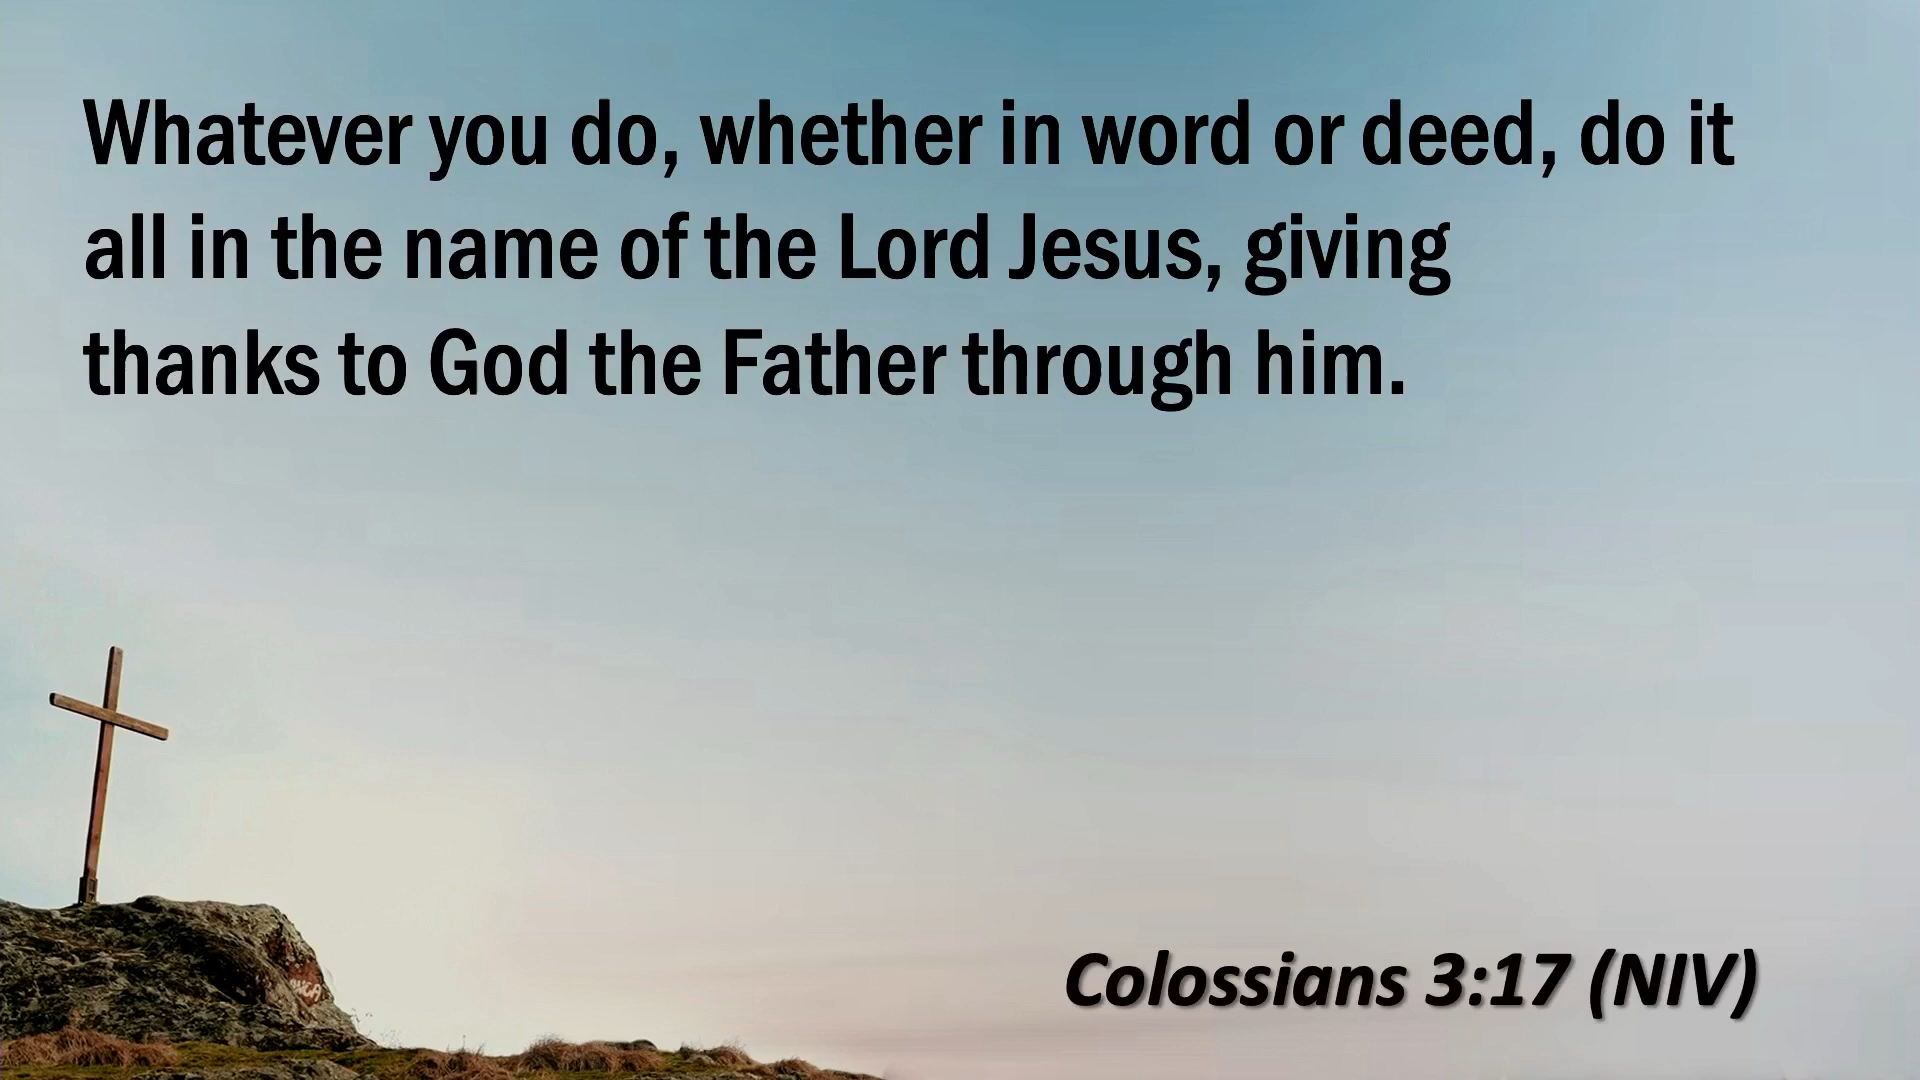 Whatever you do, whether in word or deed, do it
all in the name of the Lord Jesus, giving
thanks to God the Father through him.
Colossians 3:17 (NIV)